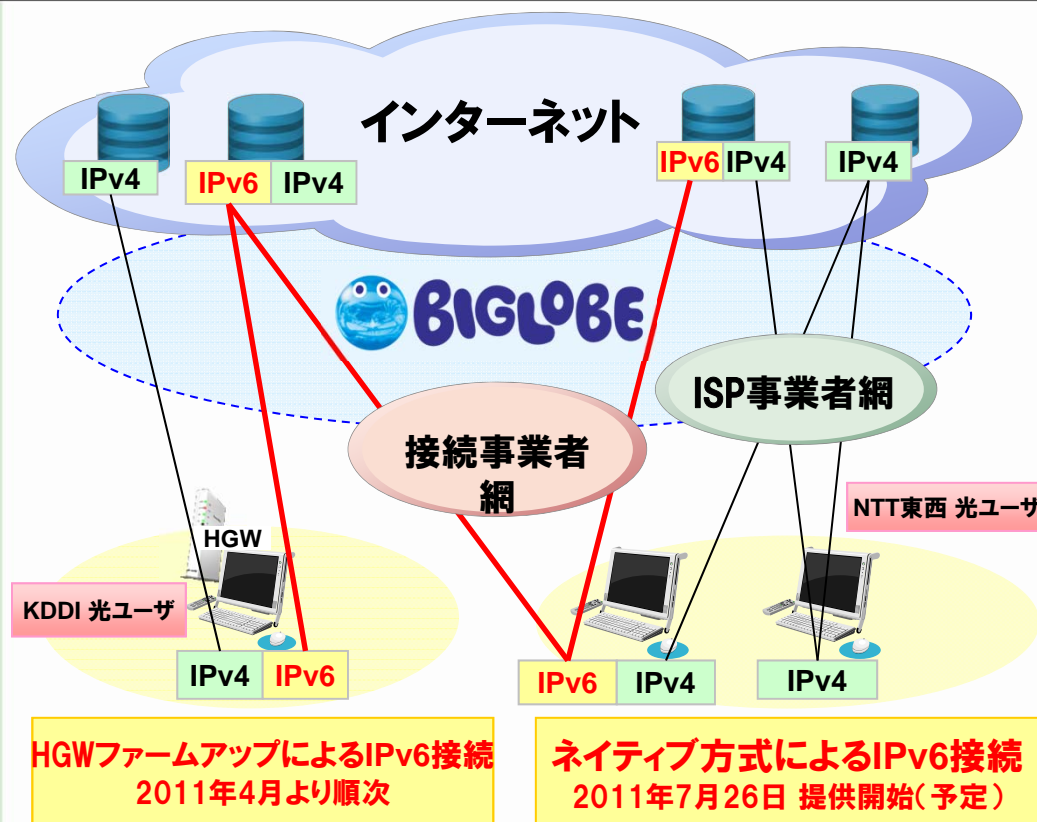 インターネット
IPv4
IPv6 IPv4
IPv6 IPv4
IPv4
BIGLOBE
ISP事業者網
接続事業者
網
NTT東西 光ユーザ
HGW
KDDI 光ユーザ
IPv4 IPv6
IPv6 IPv4
IPv4
HGWファームアップによるIPv6接続
2011年4月より順次
ネイティブ方式によるIPv6接続
2011年7月26日 提供開始(予定)